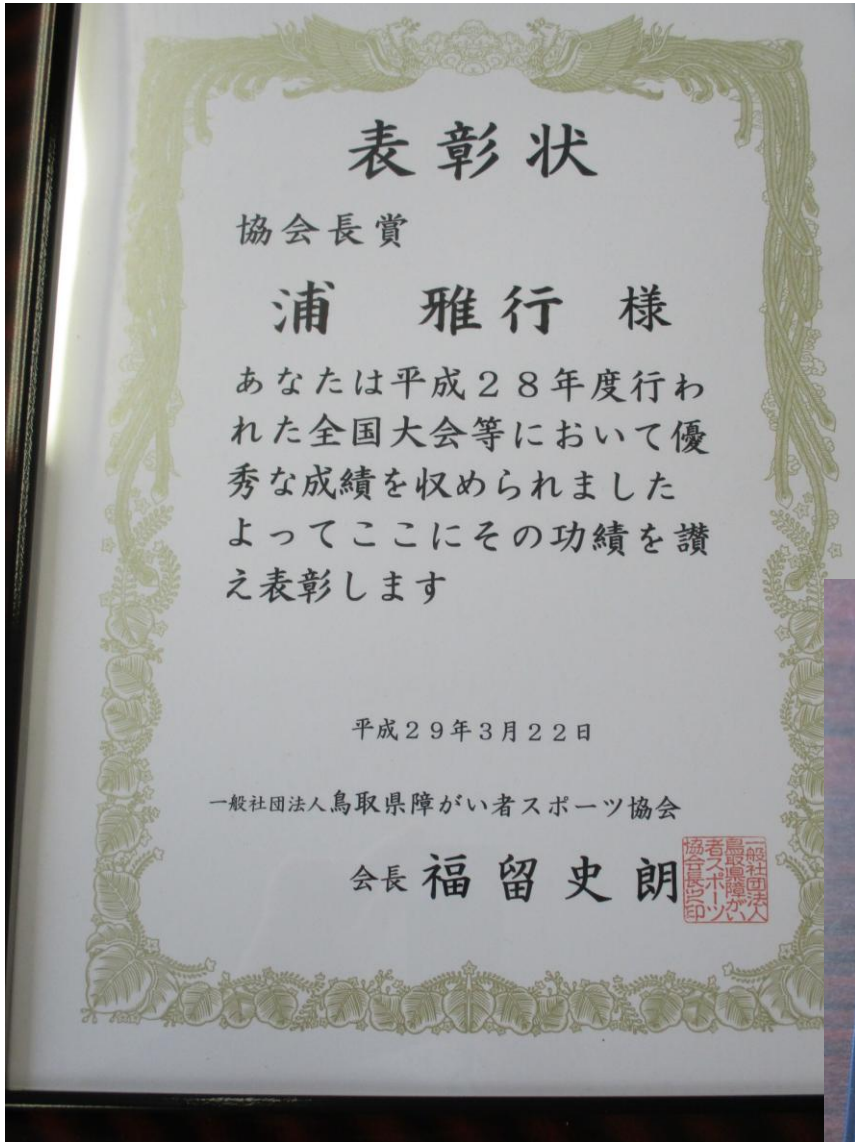 表彰状
協会長賞
浦 雅行 様
あなたは平成28年度行わ
れた全国大会等において優
秀な成績を収められました
よってここにその功績を讃
え表彰します
平成29年3月22日
一般社団法人鳥取県障がい者スポーツ協会
会長 福留史朗
一般社団法人
鳥取県障がい
者スポーツ
協会長之印